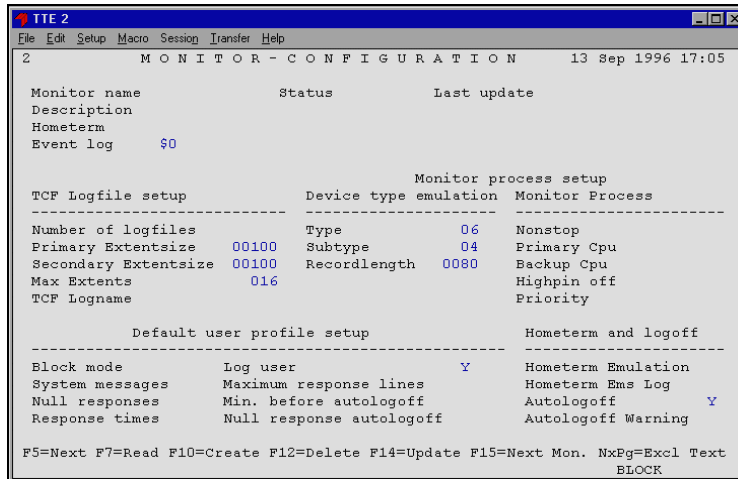 TTE 2
File Edit Setup Macro Session Transfer Help
2 M O N I T O R - C O N F I G U R A T I O N 13 Sep 1996 17:05
Monitor name Status Last update
Description
Hometerm
Event log $0
Monitor process setup
TCF Logfile setup Device type emulation Monitor Process
---------------------------- --------------------- -----------------------
Number of logfiles Type 06 Nonstop
Primary Extentsize 00100 Subtype 04 Primary Cpu
Secondary Extentsize 00100 Recordlength 0080 Backup Cpu
Max Extents 016 Highpin off
TCF Logname Priority
Default user profile setup Hometerm and logoff
---------------------------------------------------- ----------------------
Block mode Log user Y Hometerm Emulation
System messages Maximum response lines Hometerm Ems Log
Null responses Min. before autologoff Autologoff Y
Response times Null response autologoff Autologoff Warning
F5=Next F7=Read F10=Create F12=Delete F14=Update F15=Next Mon. NxPg=Excl Text
BLOCK